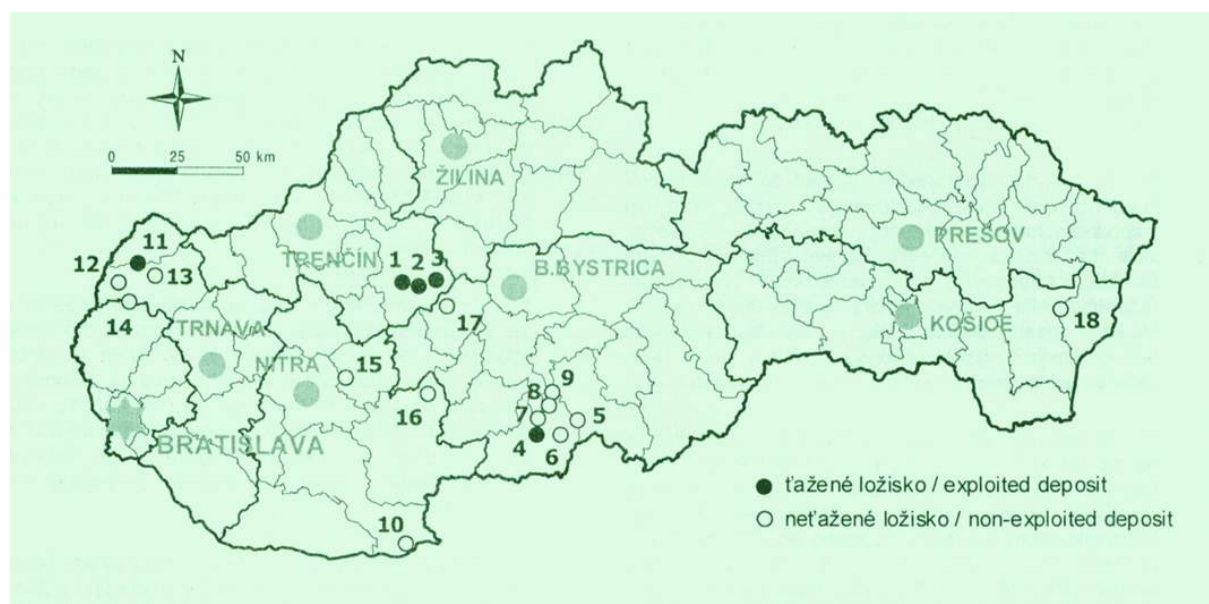 N
0 25 50 km
ŽILINA
11
TRENČÍN
1 2 3
PREŠOV
12
13
B.BYSTRICA
14
TRNAVA
17
KOŠICE
18
NITRA
15
8 9
16
7 5
BRATISLAVA
4 6
ťažené ložisko / exploited deposit
10
neťažené ložisko / non-exploited deposit